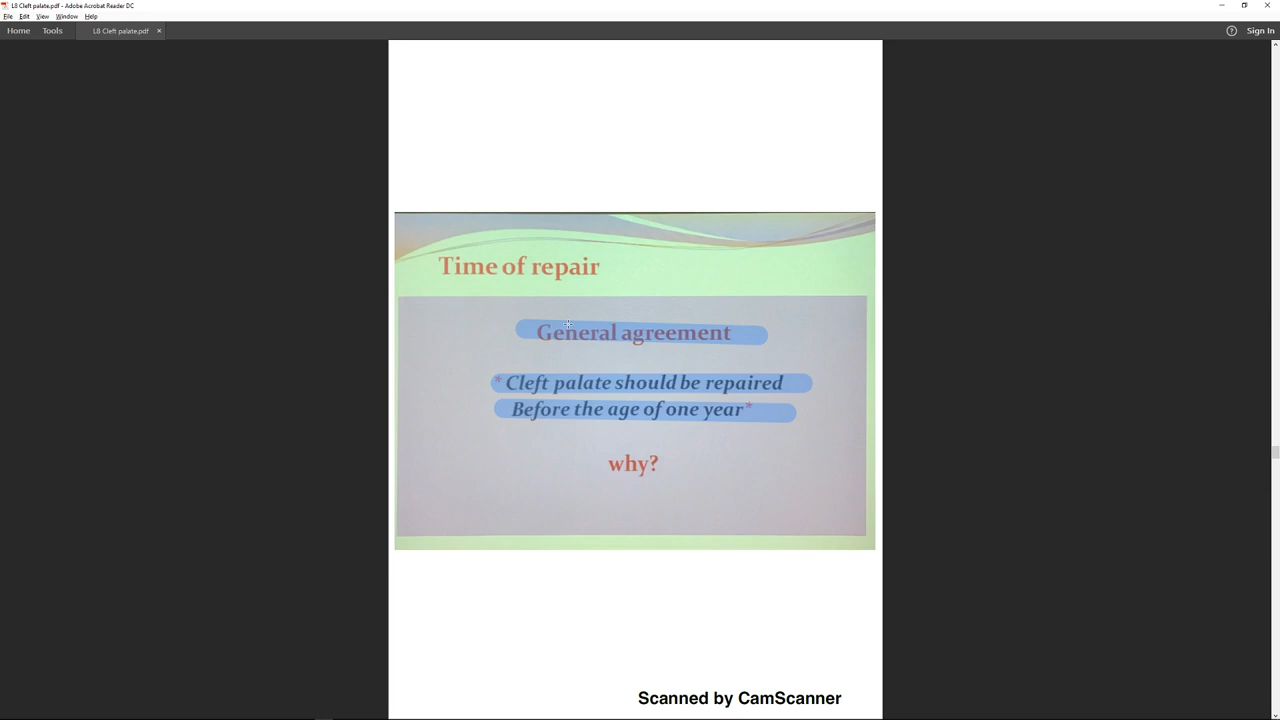 L8 Cleft palate.pdf - Adobe Acrobat Reader DC
File Edit View Window Help
Home Tools L8 Cleft palate.pdf × ? Sign In
Time of repair
General agreement
* Cleft palate should be repaired
Before the age of one year*
why?
Scanned by CamScanner